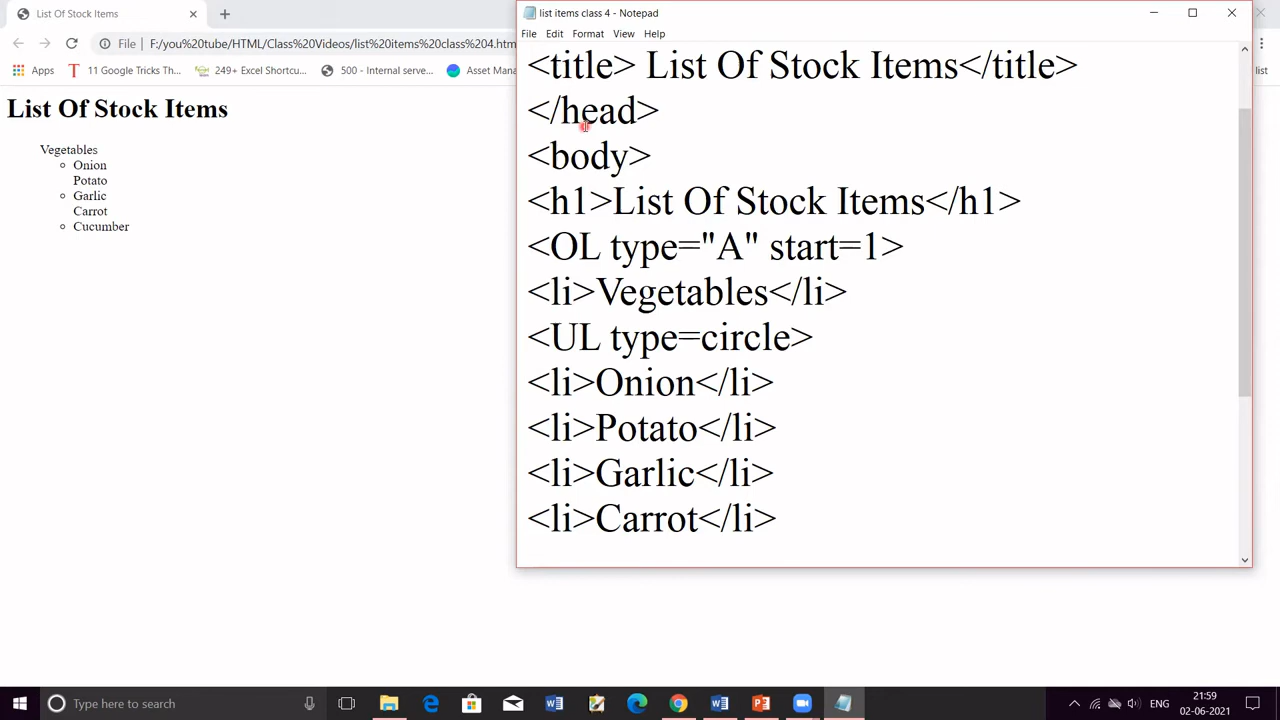 List Of Stock Items
File
F:/you%20tube/HTML/Class%20Videos/list%20items%20class%204.htm
Apps
11 Google Tricks Th...
249+ Excel Shortcu...
500 - Internal serve...
Asset Mana
list
List Of Stock Items
Vegetables
Onion
Potato
Garlic
Carrot
Cucumber
list items class 4 - Notepad
File Edit Format View Help
<title> List Of Stock Items</title>
</head>
<body>
<h1>List Of Stock Items</h1>
<OL type="A" start=1>
<li>Vegetables</li>
<UL type=circle>
<li>Onion</li>
<li>Potato</li>
<li>Garlic</li>
<li>Carrot</li>
Type here to search
ENG
21:59
02-06-2021